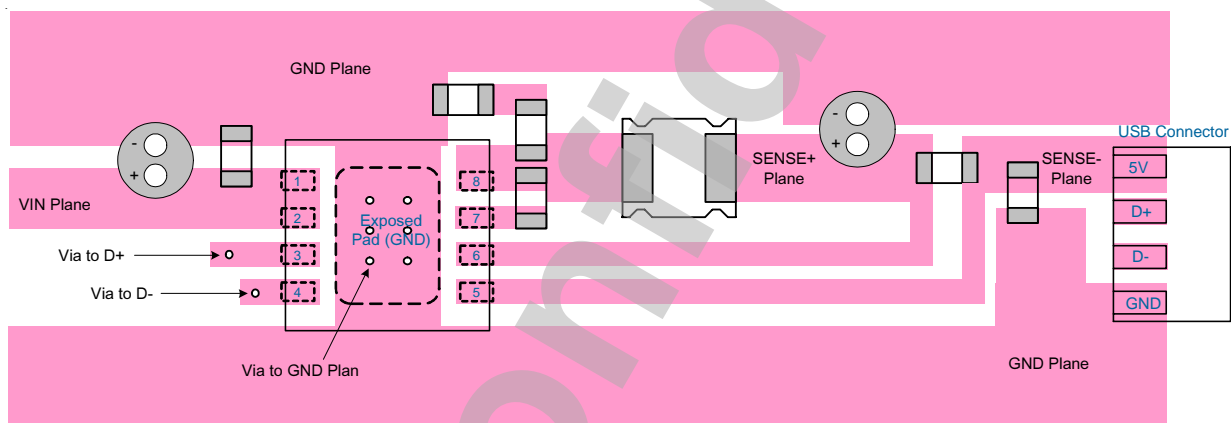 GND Plane
USB Connector
- 
+
- 
+
SENSE+
Plane
SENSE-
Plane
5V
D+
D-
GND
VIN Plane
1
2
3
4
Exposed
Pad (GND)
8
7
6
5
Via to D+
Via to D-
Via to GND Plan
GND Plane
onfid